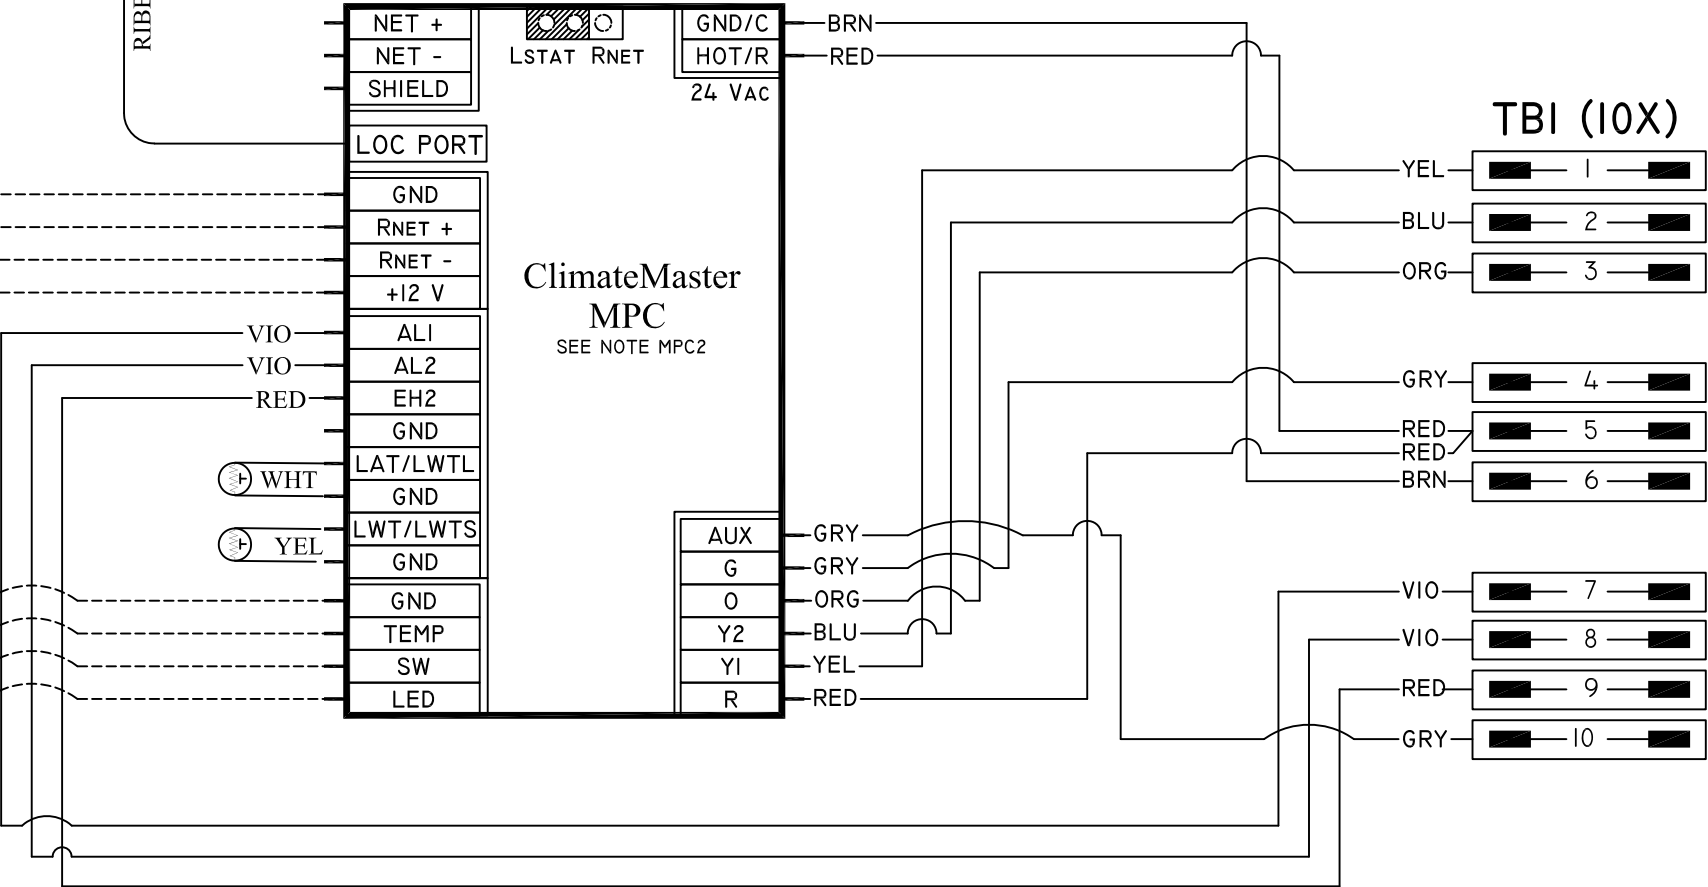 RIBB
NET +
NET -
SHIELD
LOC PORT
GND
RNET +
RNET -
+12 V
VIO
AL1
VIO
AL2
RED
EH2
GND
LAT/LWTL
WHT
GND
LWT/LWTS
YEL
GND
GND
TEMP
SW
LED
LSTAT RNET
GND/C
BRN
HOT/R
RED
24 VAC
ClimateMaster
MPC
SEE NOTE MPC2
AUX
GRY
G
GRY
O
ORG
Y2
BLU
Y1
YEL
R
RED
TB1 (10X)
YEL
1
BLU
2
ORG
3
GRY
4
RED
5
RED
BRN
6
VIO
7
VIO
8
RED
9
GRY
10